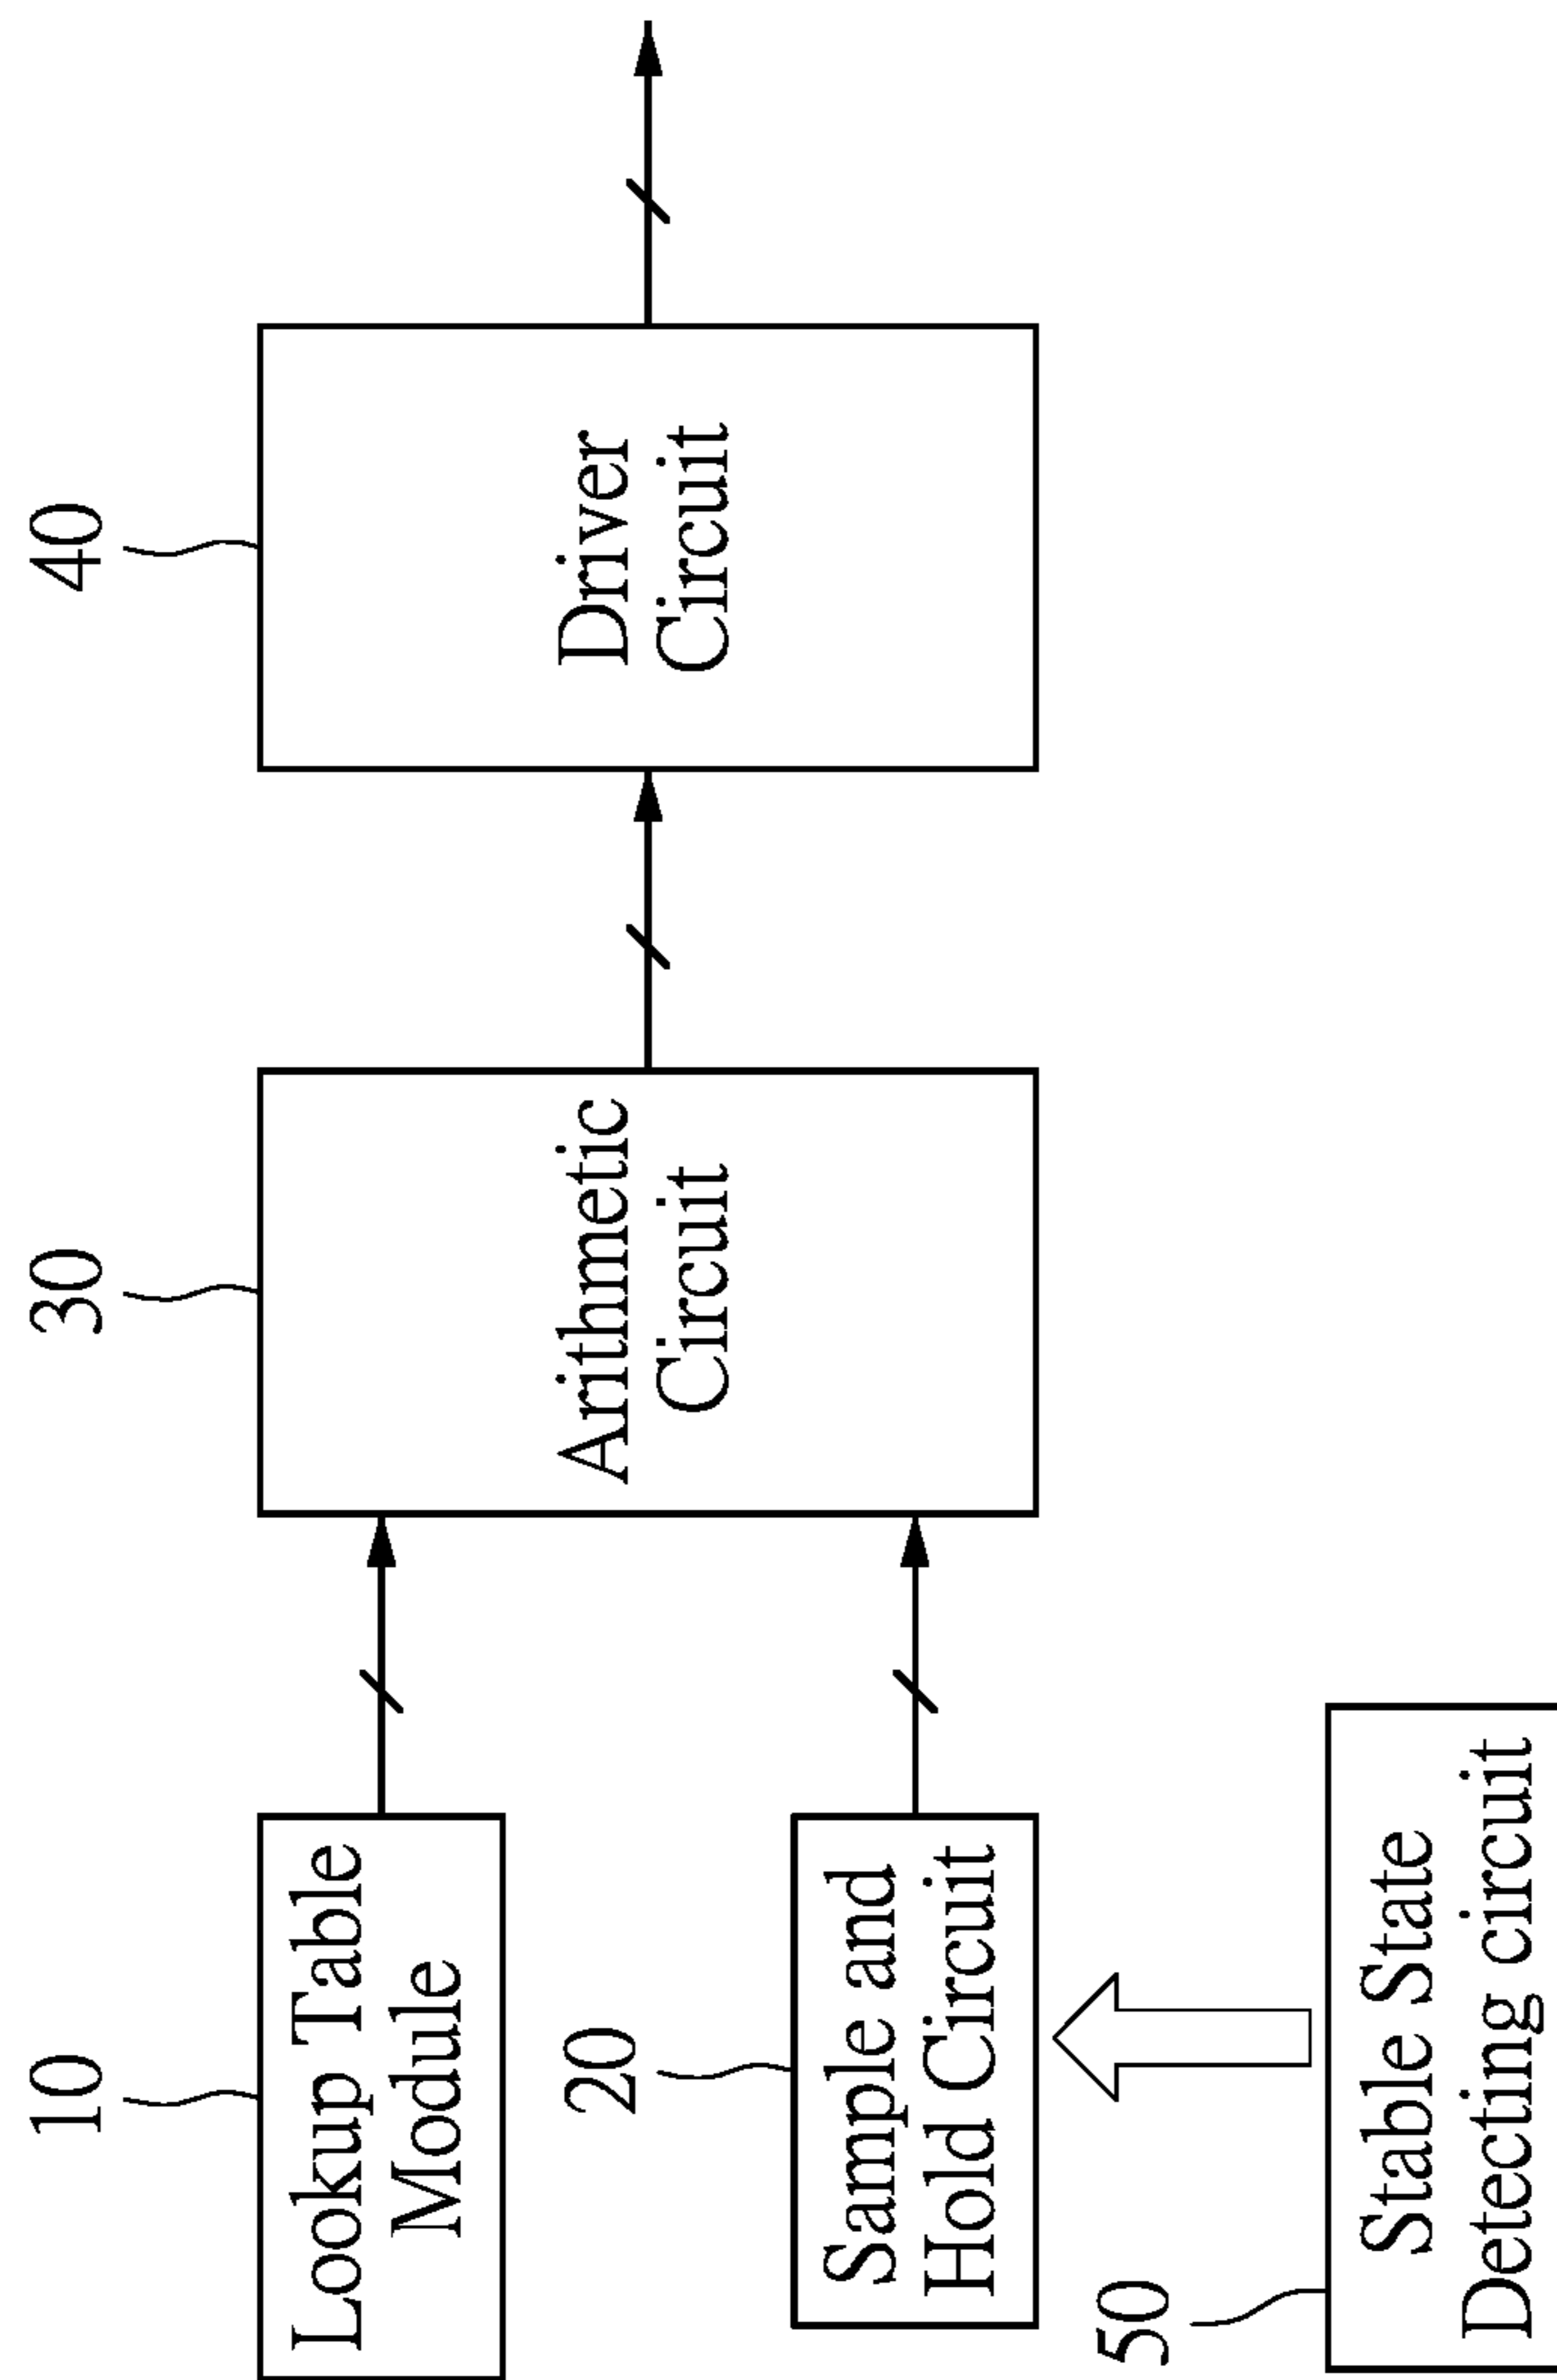 10
Lookup Table
Module
20
Sample and
Hold Circuit
30
Arithmetic
Circuit
40
Driver
Circuit
50
Stable State
Detecting circuit